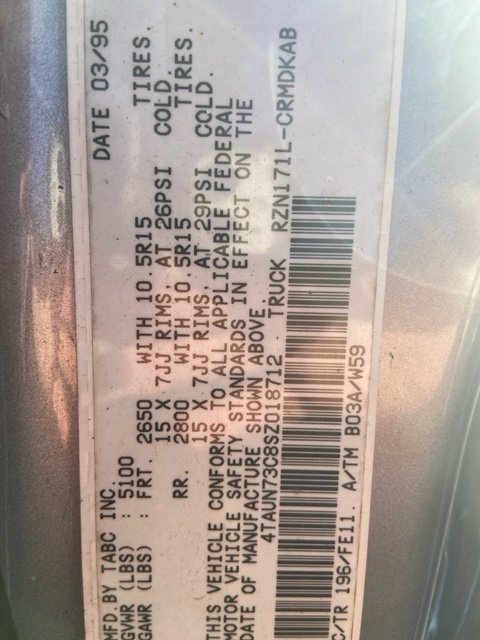 MFD.BY TABC INC. DATE 03/95
GVWR (LBS) : 5100
GAWR (LBS) : FRT. 2650 WITH 10.5R15 TIRES.
15 X 7JJ RIMS, AT 26PSI COLD.
RR. 2800 WITH 10.5R15 TIRES.
15 X 7JJ RIMS, AT 29PSI COLD.
THIS VEHICLE CONFORMS TO ALL APPLICABLE FEDERAL
MOTOR VEHICLE SAFETY STANDARDS IN EFFECT ON THE
DATE OF MANUFACTURE SHOWN ABOVE.
4TAUN73C8SZ018712 TRUCK RZN171L-CRMDKAB
C/TR 196/FE11. A/TM B03A/W59